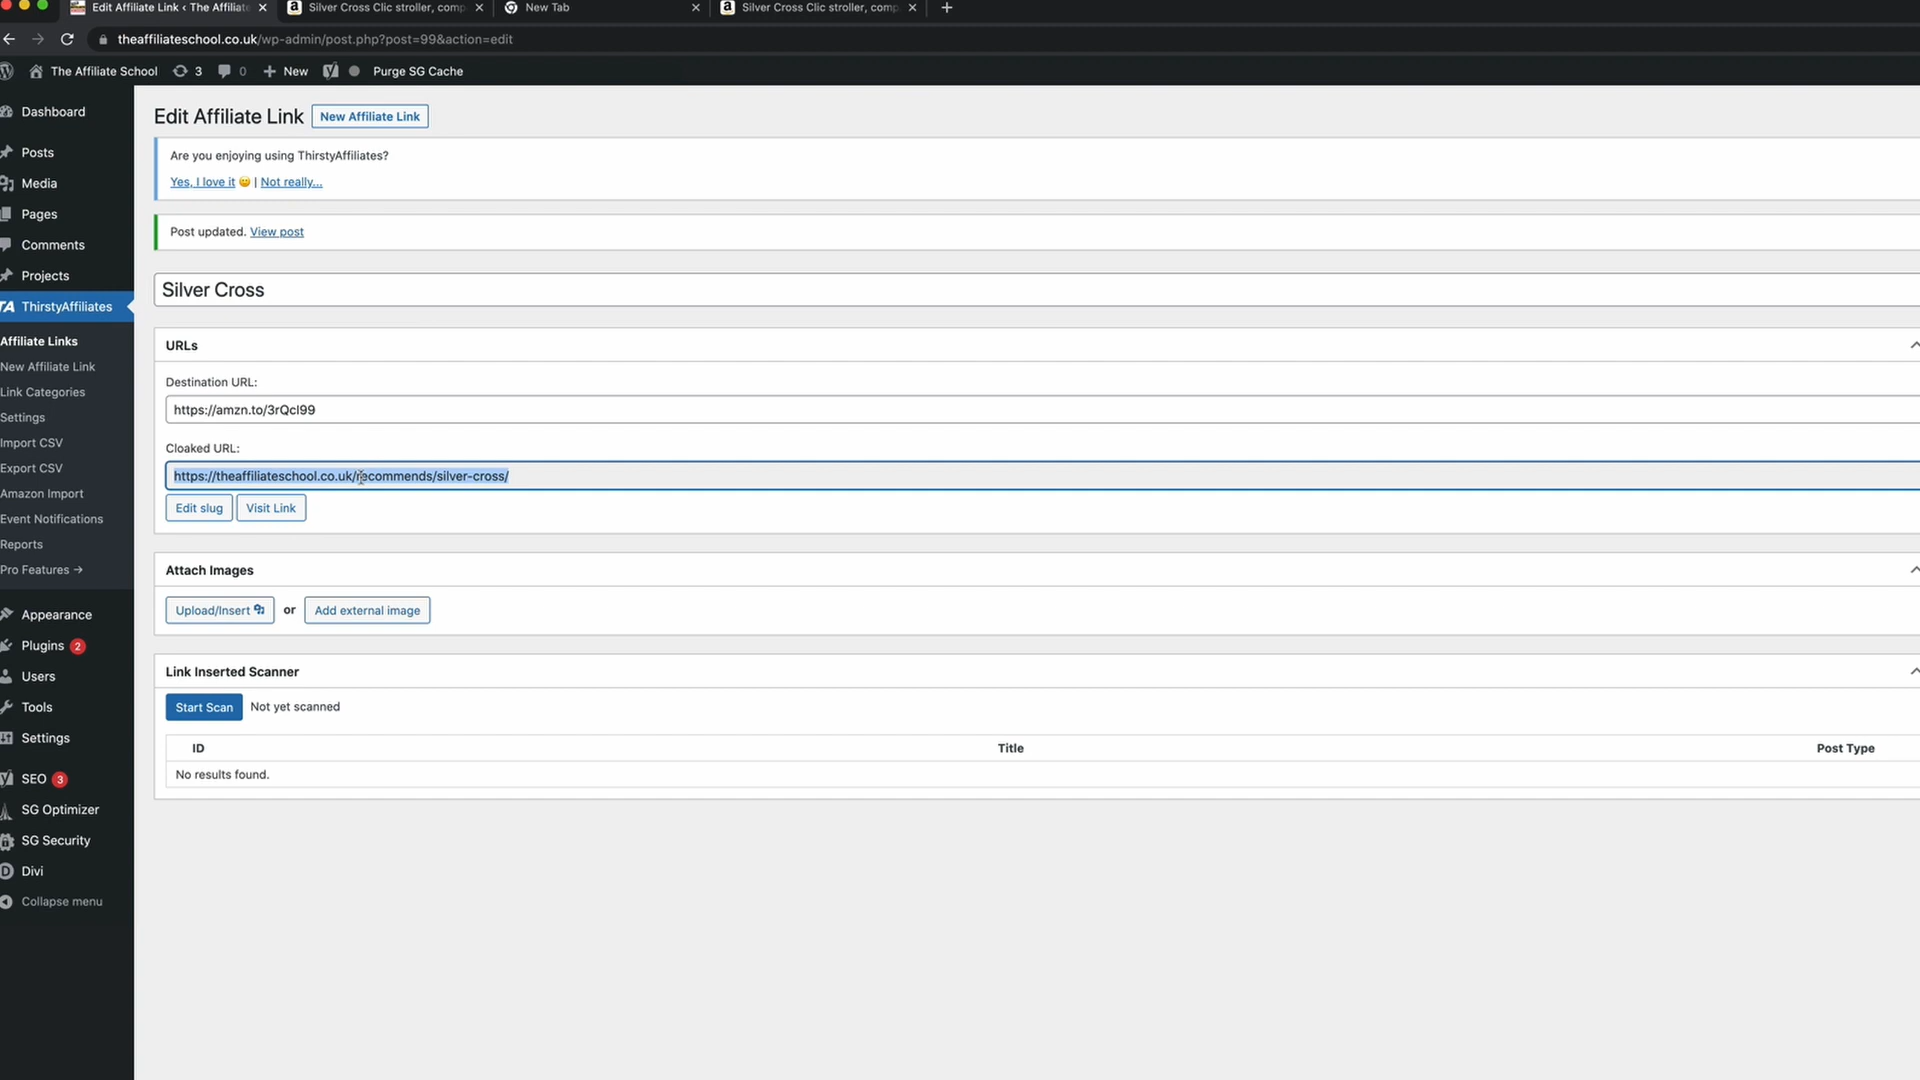 Edit Affiliate Link ‹ The Affiliate
Silver Cross Clic stroller, comp
New Tab
Silver Cross Clic stroller, comp
theaffiliateschool.co.uk/wp-admin/post.php?post=99&action=edit
The Affiliate School
3
0
New
Purge SG Cache
Dashboard
Posts
Media
Pages
Comments
Projects
TA ThirstyAffiliates
Affiliate Links
New Affiliate Link
Link Categories
Settings
Import CSV
Export CSV
Amazon Import
Event Notifications
Reports
Pro Features →
Appearance
Plugins 2
Users
Tools
Settings
SEO 3
SG Optimizer
SG Security
Divi
Collapse menu
Edit Affiliate Link New Affiliate Link
Are you enjoying using ThirstyAffiliates?
Yes, I love it 😀 | Not really...
Post updated. View post
Silver Cross
URLs
Destination URL:
https://amzn.to/3rQcl99
Cloaked URL:
https://theaffiliateschool.co.uk/recommends/silver-cross/
Edit slug Visit Link
Attach Images
Upload/Insert or Add external image
Link Inserted Scanner
Start Scan Not yet scanned
ID Title Post Type
No results found.